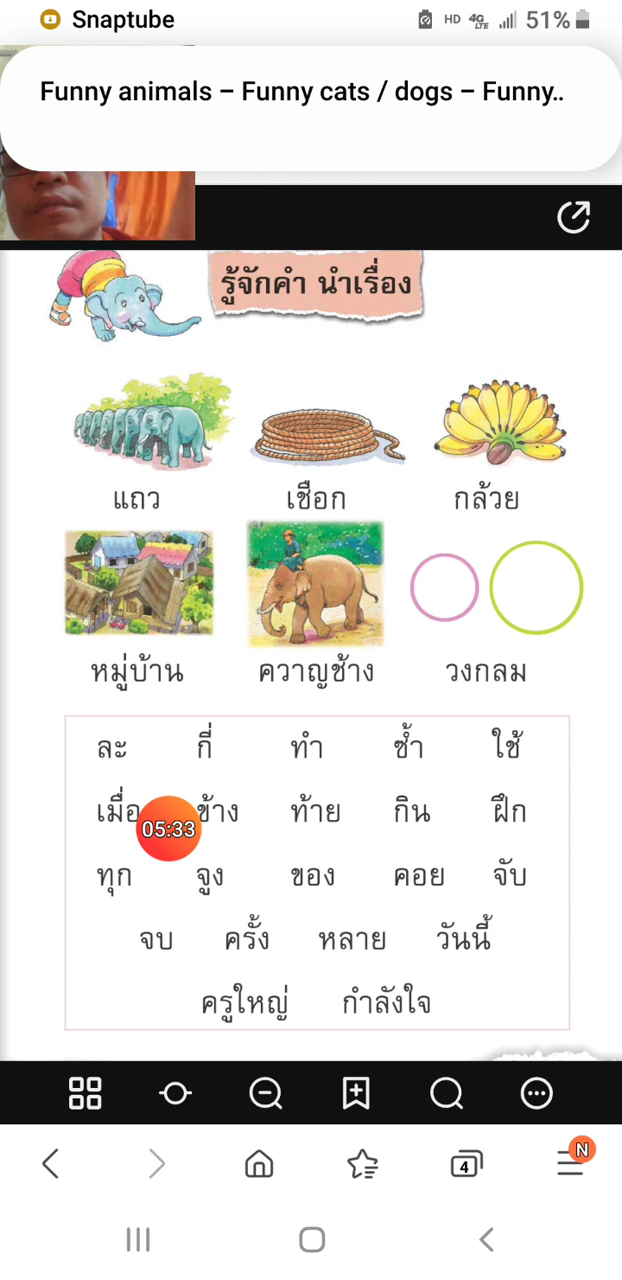 Snaptube HD 4G LTE 51%
Funny animals – Funny cats / dogs – Funny..
รู้จักคำ นำเรื่อง
แถว เชือก กล้วย
หมู่บ้าน ควาญช้าง วงกลม
ละ กี่ ทำ ซ้ำ ใช้
เมื่อ ข้าง ท้าย กิน ฝึก
05:33
ทุก จูง ของ คอย จับ
จบ ครั้ง หลาย วันนี้
ครูใหญ่ กำลังใจ
4 N